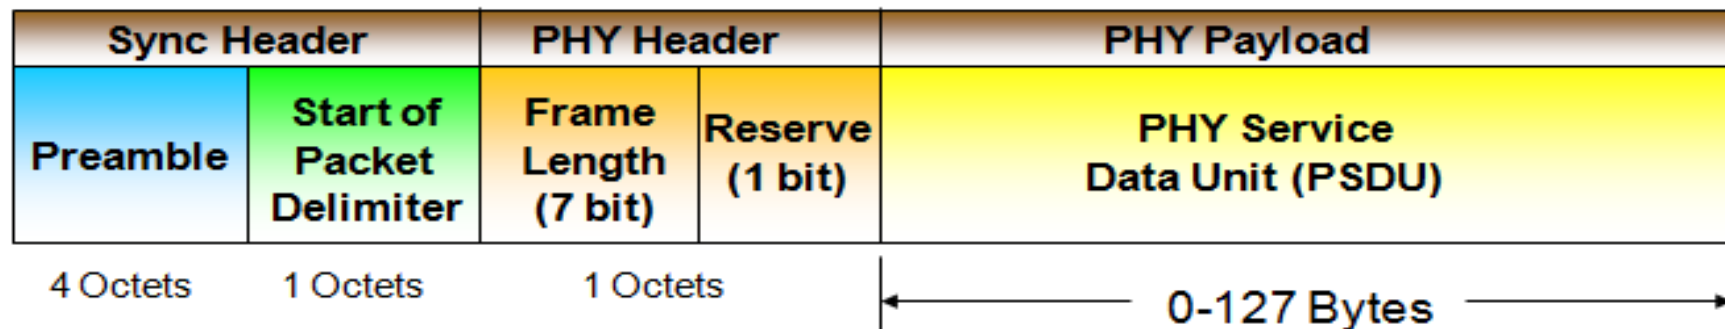 Sync Header
PHY Header
PHY Payload
Preamble
Start of
Packet
Delimiter
Frame
Length
(7 bit)
Reserve
(1 bit)
PHY Service
Data Unit (PSDU)
4 Octets
1 Octets
1 Octets
0-127 Bytes